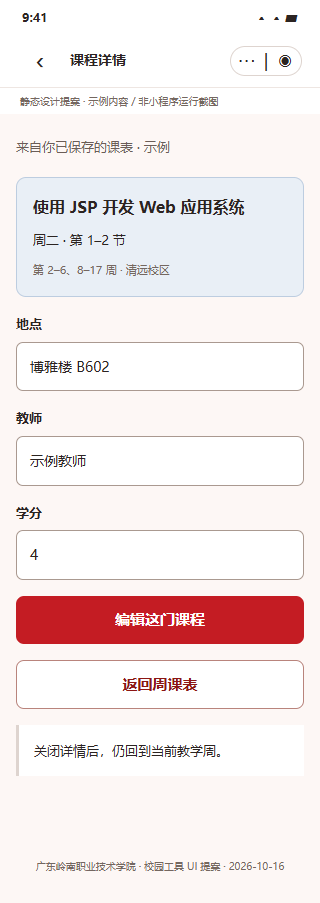 9:41
课程详情
静态设计提案 · 示例内容 / 非小程序运行截图
来自你已保存的课表 · 示例
使用 JSP 开发 Web 应用系统
周二 · 第 1–2 节
第 2–6、8–17 周 · 清远校区
地点
博雅楼 B602
教师
示例教师
学分
4
编辑这门课程
返回周课表
关闭详情后，仍回到当前教学周。
广东岭南职业技术学院 · 校园工具 UI 提案 · 2026-10-16